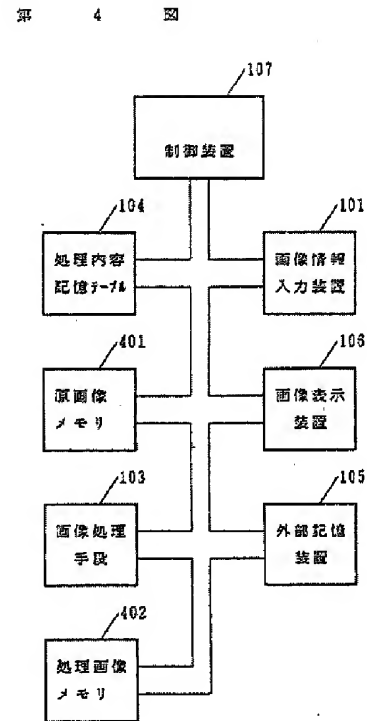 第 4 図
107
制御装置
104
処理内容
記憶テーブル
101
画像情報
入力装置
401
原画像
メモリ
106
画像表示
装置
103
画像処理
手段
105
外部記憶
装置
402
処理画像
メモリ